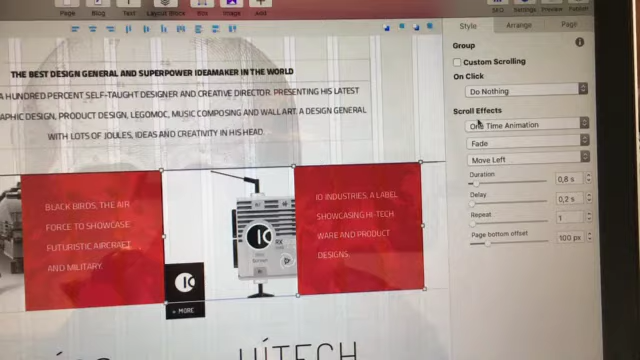 Page Blog Text Layout Block Box Image Add
SEO Settings Preview Publish
Style Arrange Page
Group
Custom Scrolling
On Click
Do Nothing
Scroll Effects
One Time Animation
Fade
Move Left
Duration 0,8 s
Delay 0,2 s
Repeat 1
Page bottom offset 100 px
THE BEST DESIGN GENERAL AND SUPERPOWER IDEAMAKER IN THE WORLD
A HUNDRED PERCENT SELF-TAUGHT DESIGNER AND CREATIVE DIRECTOR. PRESENTING HIS LATEST
APHIC DESIGN, PRODUCT DESIGN, LEGOMOC, MUSIC COMPOSING AND WALL ART. A DESIGN GENERAL
WITH LOTS OF JOULES, IDEAS AND CREATIVITY IN HIS HEAD.
BLACK BIRDS, THE AIR
FORCE TO SHOWCASE
FUTURISTIC AIRCRAFT
AND MILITARY.
+ MORE
RX
IO INDUSTRIES, A LABEL
SHOWCASING HI-TECH
WARE AND PRODUCT
DESIGNS.
HÍTECH